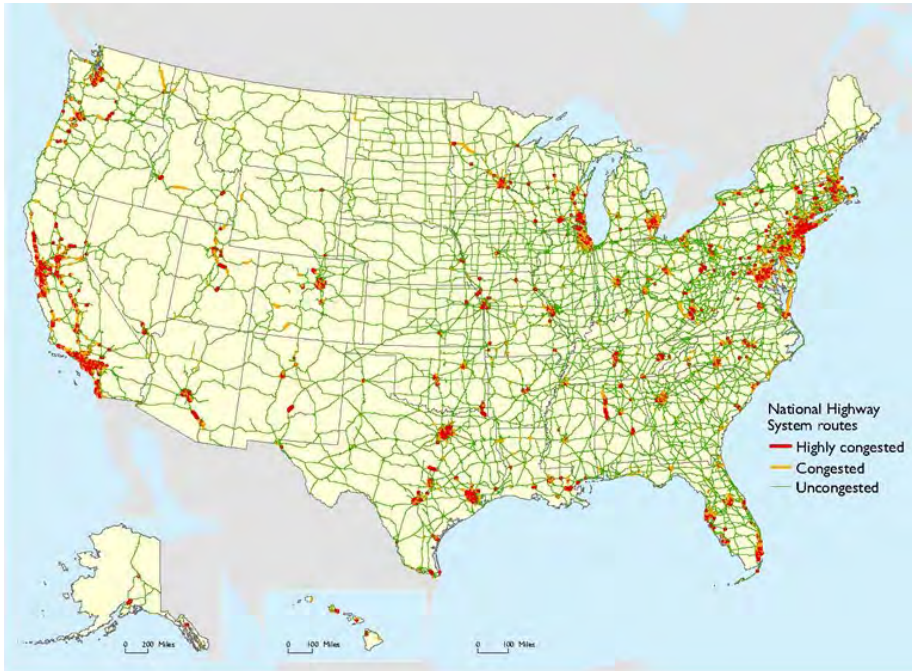 National Highway
System routes
Highly congested
Congested
Uncongested
0 200 Miles
0 100 Miles
0 100 Miles